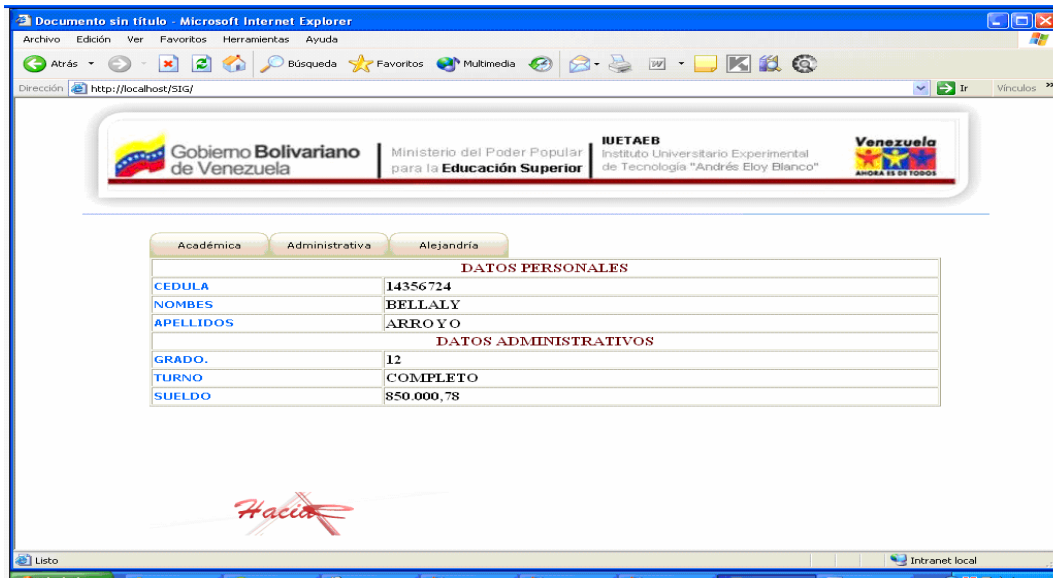 Documento sin título - Microsoft Internet Explorer
Archivo Edición Ver Favoritos Herramientas Ayuda
Atrás Búsqueda Favoritos Multimedia
Dirección http://localhost/SIG/ Ir Vínculos »
Gobierno Bolivariano
de Venezuela
Ministerio del Poder Popular
para la Educación Superior
IUETAEB
Instituto Universitario Experimental
de Tecnología "Andrés Eloy Blanco"
Venezuela
AHORA ES DE TODOS
Académica Administrativa Alejandría
DATOS PERSONALES
CEDULA 14356724
NOMBES BELLALY
APELLIDOS ARROYO
DATOS ADMINISTRATIVOS
GRADO. 12
TURNO COMPLETO
SUELDO 850.000,78
Hacia
Listo Intranet local